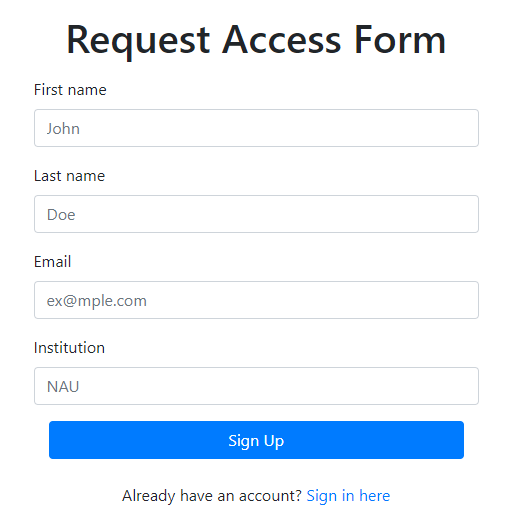 Request Access Form
First name
John
Last name
Doe
Email
ex@mple.com
Institution
NAU
Sign Up
Already have an account? Sign in here